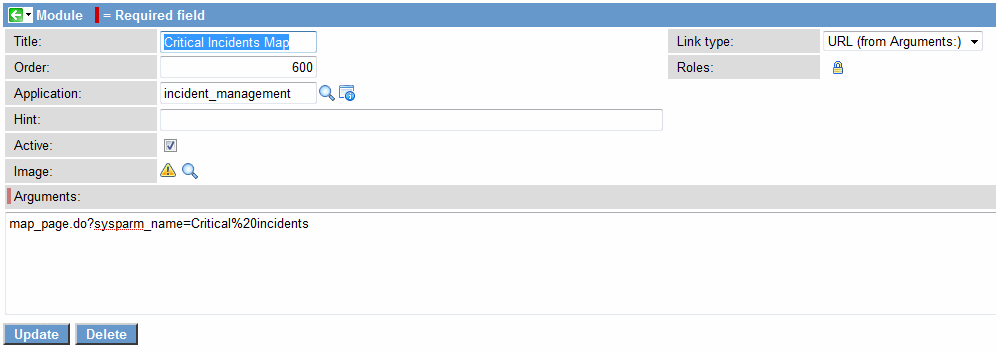 Module = Required field
Title: Critical Incidents Map Link type: URL (from Arguments:)
Order: 600 Roles:
Application: incident_management
Hint:
Active:
Image:
Arguments:
map_page.do?sysparm_name=Critical%20incidents
Update Delete